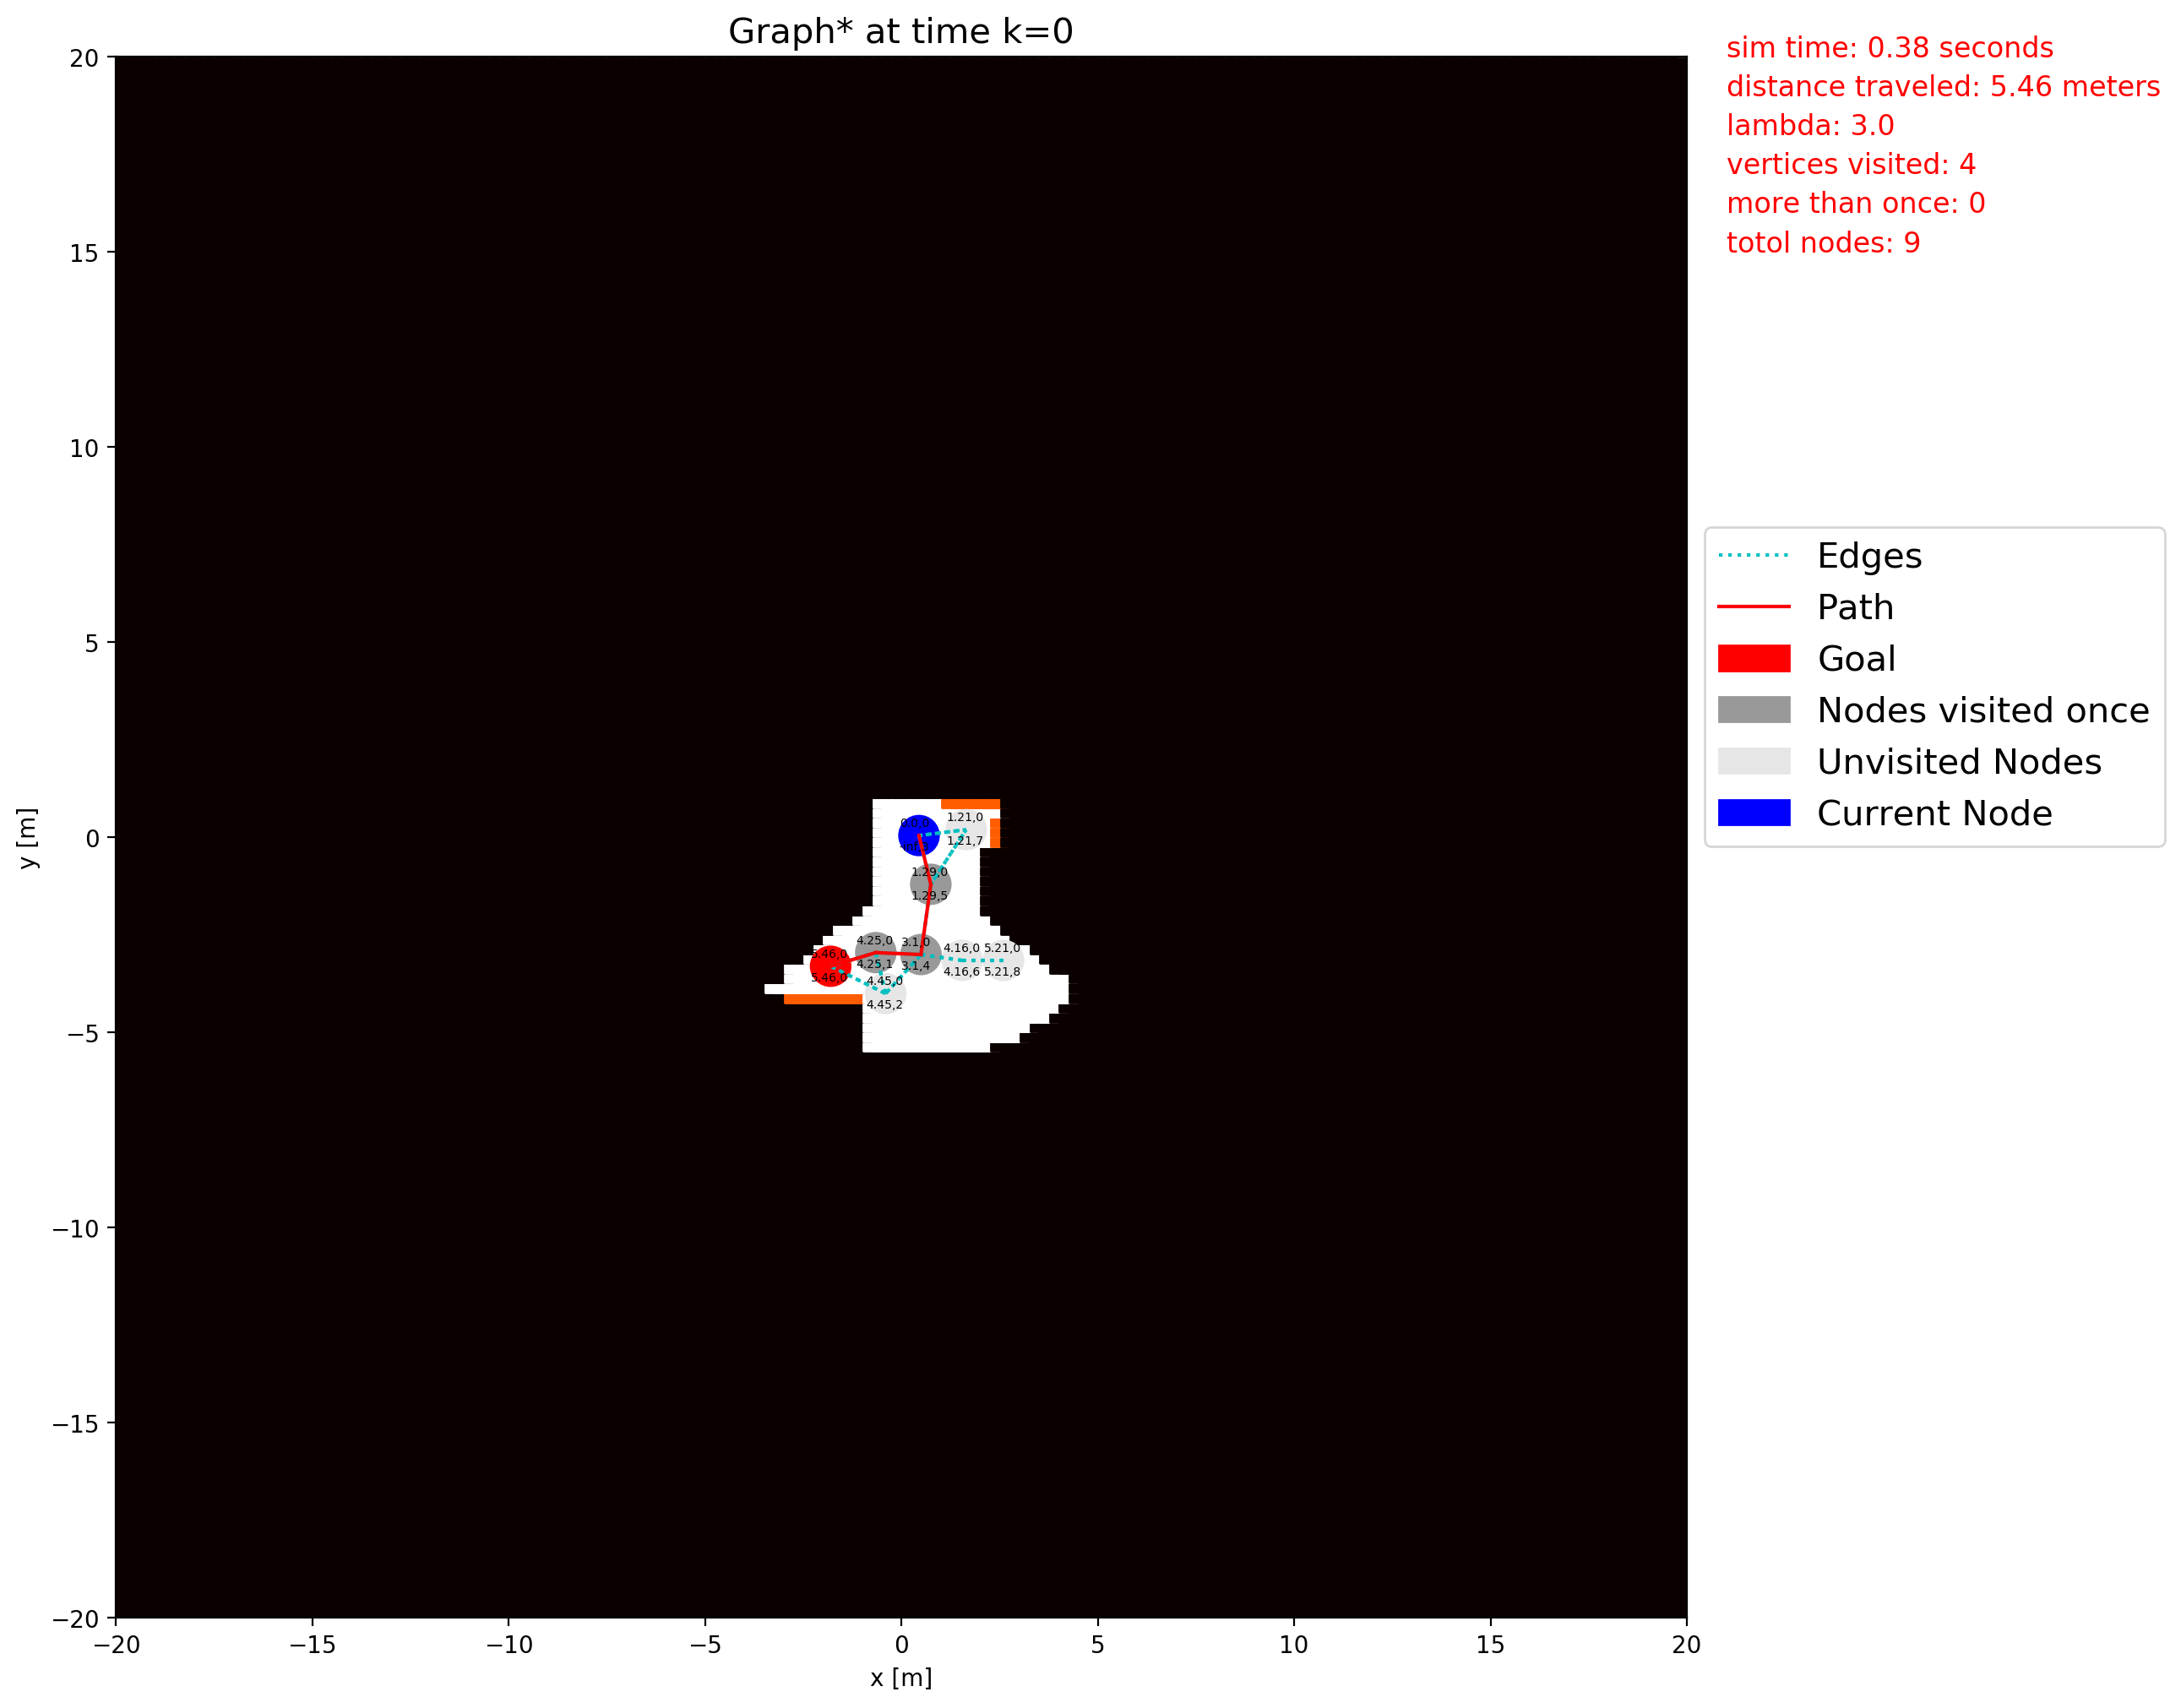 Graph* at time k=0
sim time: 0.38 seconds
distance traveled: 5.46 meters
lambda: 3.0
vertices visited: 4
more than once: 0
totol nodes: 9
20
15
10
5
0
−5
−10
−15
−20
y [m]
1.21,0
1.21,7
1.29,0
1.29,5
4.25,0
4.25,1
3.1,0
3.1,4
4.16,0
4.16,6
5.21,0
5.21,8
5.46,0
5.46,0
4.45,0
4.45,2
−20
−15
−10
−5
0
5
10
15
20
x [m]
Edges
Path
Goal
Nodes visited once
Unvisited Nodes
Current Node